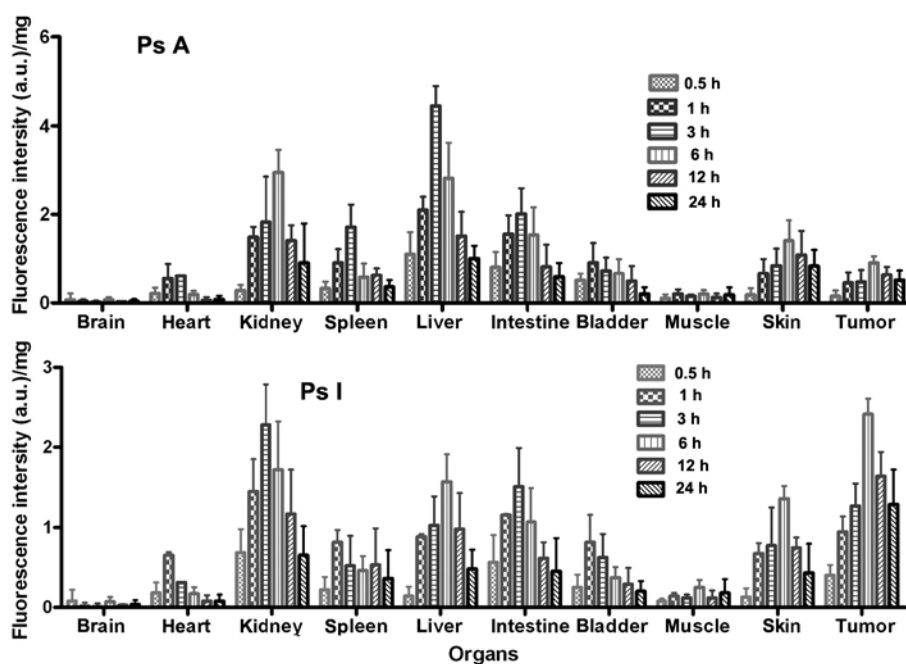 Ps A
Fluorescence intersity (a.u.)/mg
6
4
2
0
0.5 h
1 h
3 h
6 h
12 h
24 h
Brain Heart Kidney Spleen Liver Intestine Bladder Muscle Skin Tumor
Ps I
Fluorescence intersity (a.u.)/mg
3
2
1
0
0.5 h
1 h
3 h
6 h
12 h
24 h
Brain Heart Kidney Spleen Liver Intestine Bladder Muscle Skin Tumor
Organs